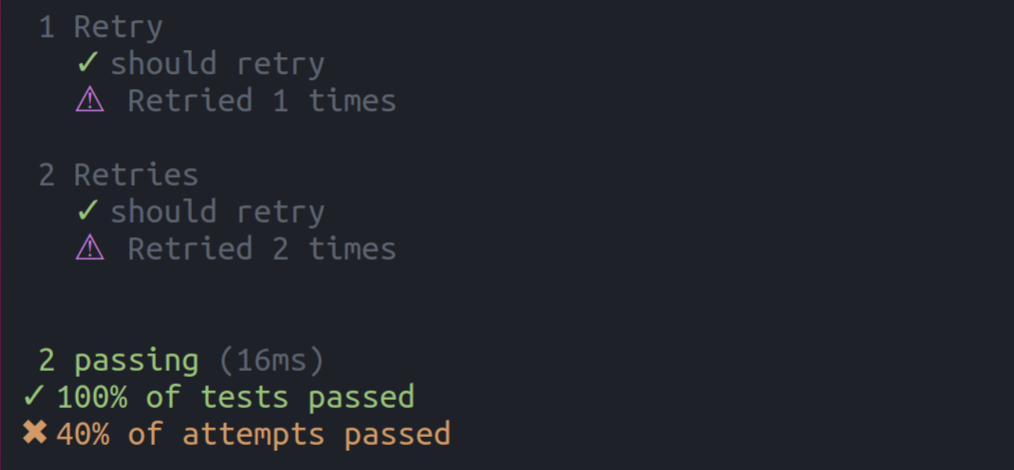 1 Retry
✓ should retry
⚠ Retried 1 times
2 Retries
✓ should retry
⚠ Retried 2 times
2 passing (16ms)
✓ 100% of tests passed
✖ 40% of attempts passed